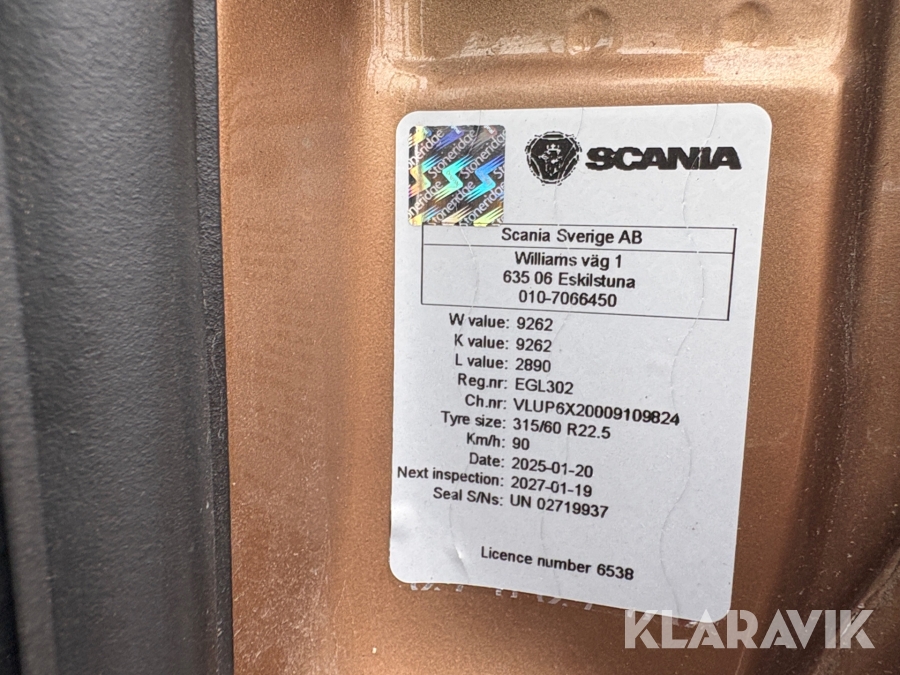 Stoneridge
SCANIA
Scania Sverige AB
Williams väg 1
635 06 Eskilstuna
010-7066450
W value: 9262
K value: 9262
L value: 2890
Reg.nr: EGL302
Ch.nr: VLUP6X20009109824
Tyre size: 315/60 R22.5
Km/h: 90
Date: 2025-01-20
Next inspection: 2027-01-19
Seal S/Ns: UN 02719937
Licence number 6538
KLARAVIK